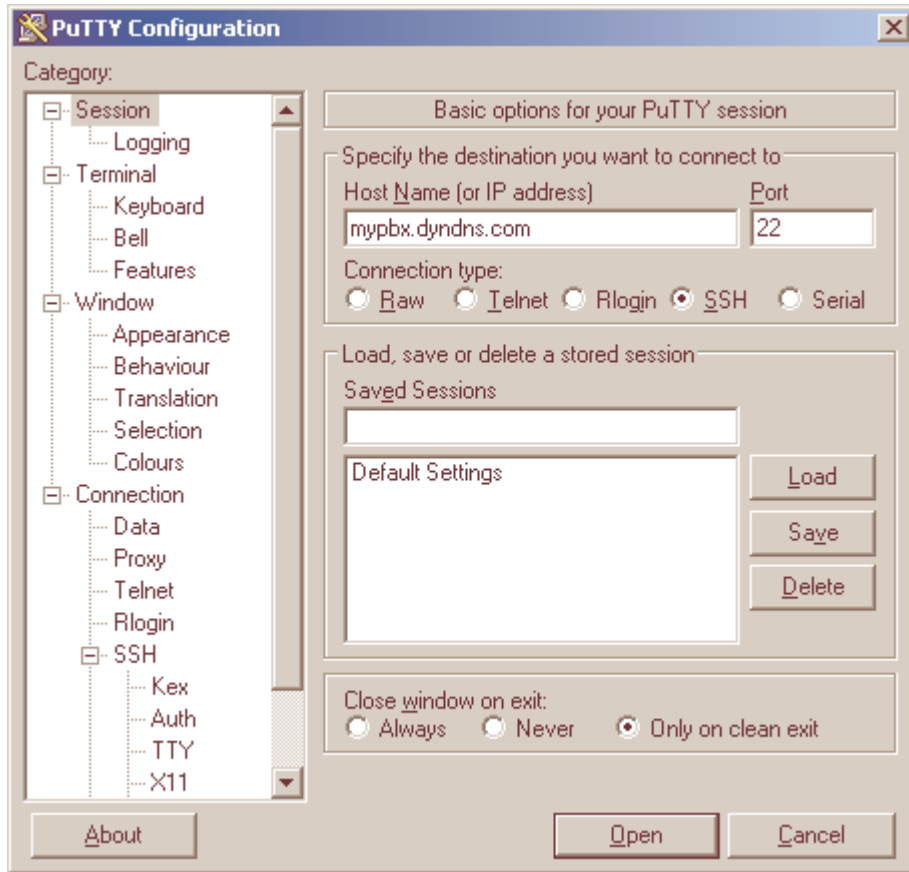 PuTTY Configuration
Category:
Session
Logging
Terminal
Keyboard
Bell
Features
Window
Appearance
Behaviour
Translation
Selection
Colours
Connection
Data
Proxy
Telnet
Rlogin
SSH
Kex
Auth
TTY
X11
Basic options for your PuTTY session
Specify the destination you want to connect to
Host Name (or IP address) Port
mypbx.dyndns.com 22
Connection type:
Raw Telnet Rlogin SSH Serial
Load, save or delete a stored session
Saved Sessions
Default Settings
Load
Save
Delete
Close window on exit:
Always Never Only on clean exit
About Open Cancel